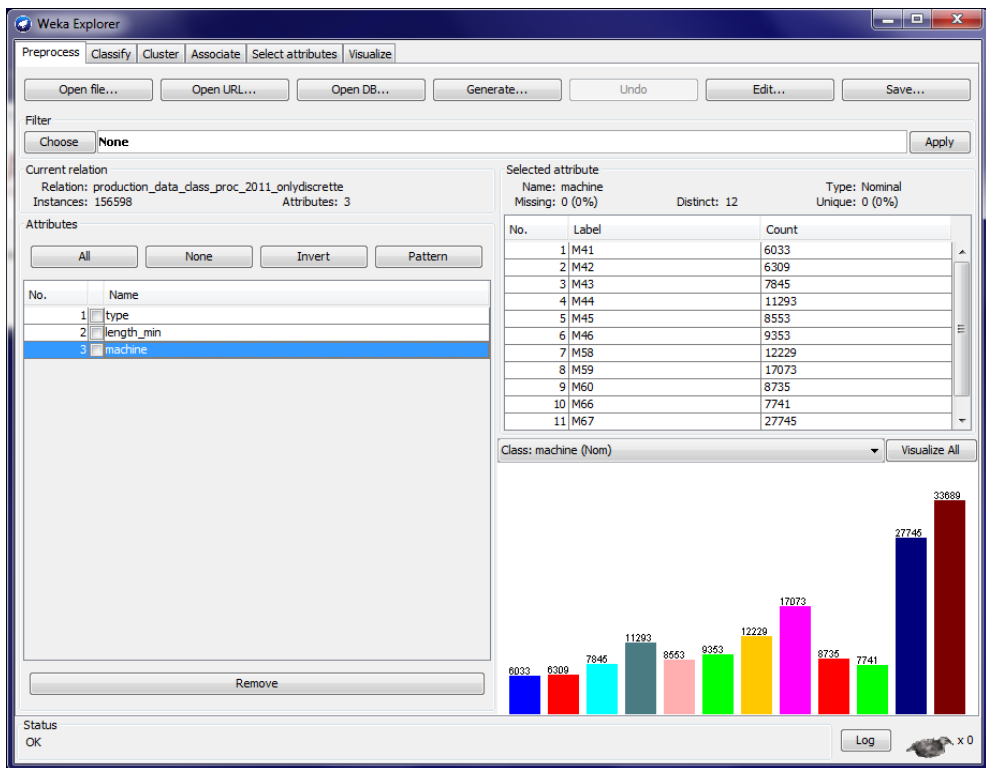 Weka Explorer
Preprocess Classify Cluster Associate Select attributes Visualize
Open file... Open URL... Open DB... Generate... Undo Edit... Save...
Filter
Choose None Apply
Current relation
Relation: production_data_class_proc_2011_onlydiscrette
Instances: 156598 Attributes: 3
Attributes
All None Invert Pattern
No. Name
1 type
2 length_min
3 machine
Remove
Selected attribute
Name: machine Type: Nominal
Missing: 0 (0%) Distinct: 12 Unique: 0 (0%)
No. Label Count
1 M41 6033
2 M42 6309
3 M43 7845
4 M44 11293
5 M45 8553
6 M46 9353
7 M58 12229
8 M59 17073
9 M60 8735
10 M66 7741
11 M67 27745
Class: machine (Nom) Visualize All
6033 6309 7845 11293 8553 9353 12229 17073 8735 7741 27745 33689
Status
OK
Log x 0